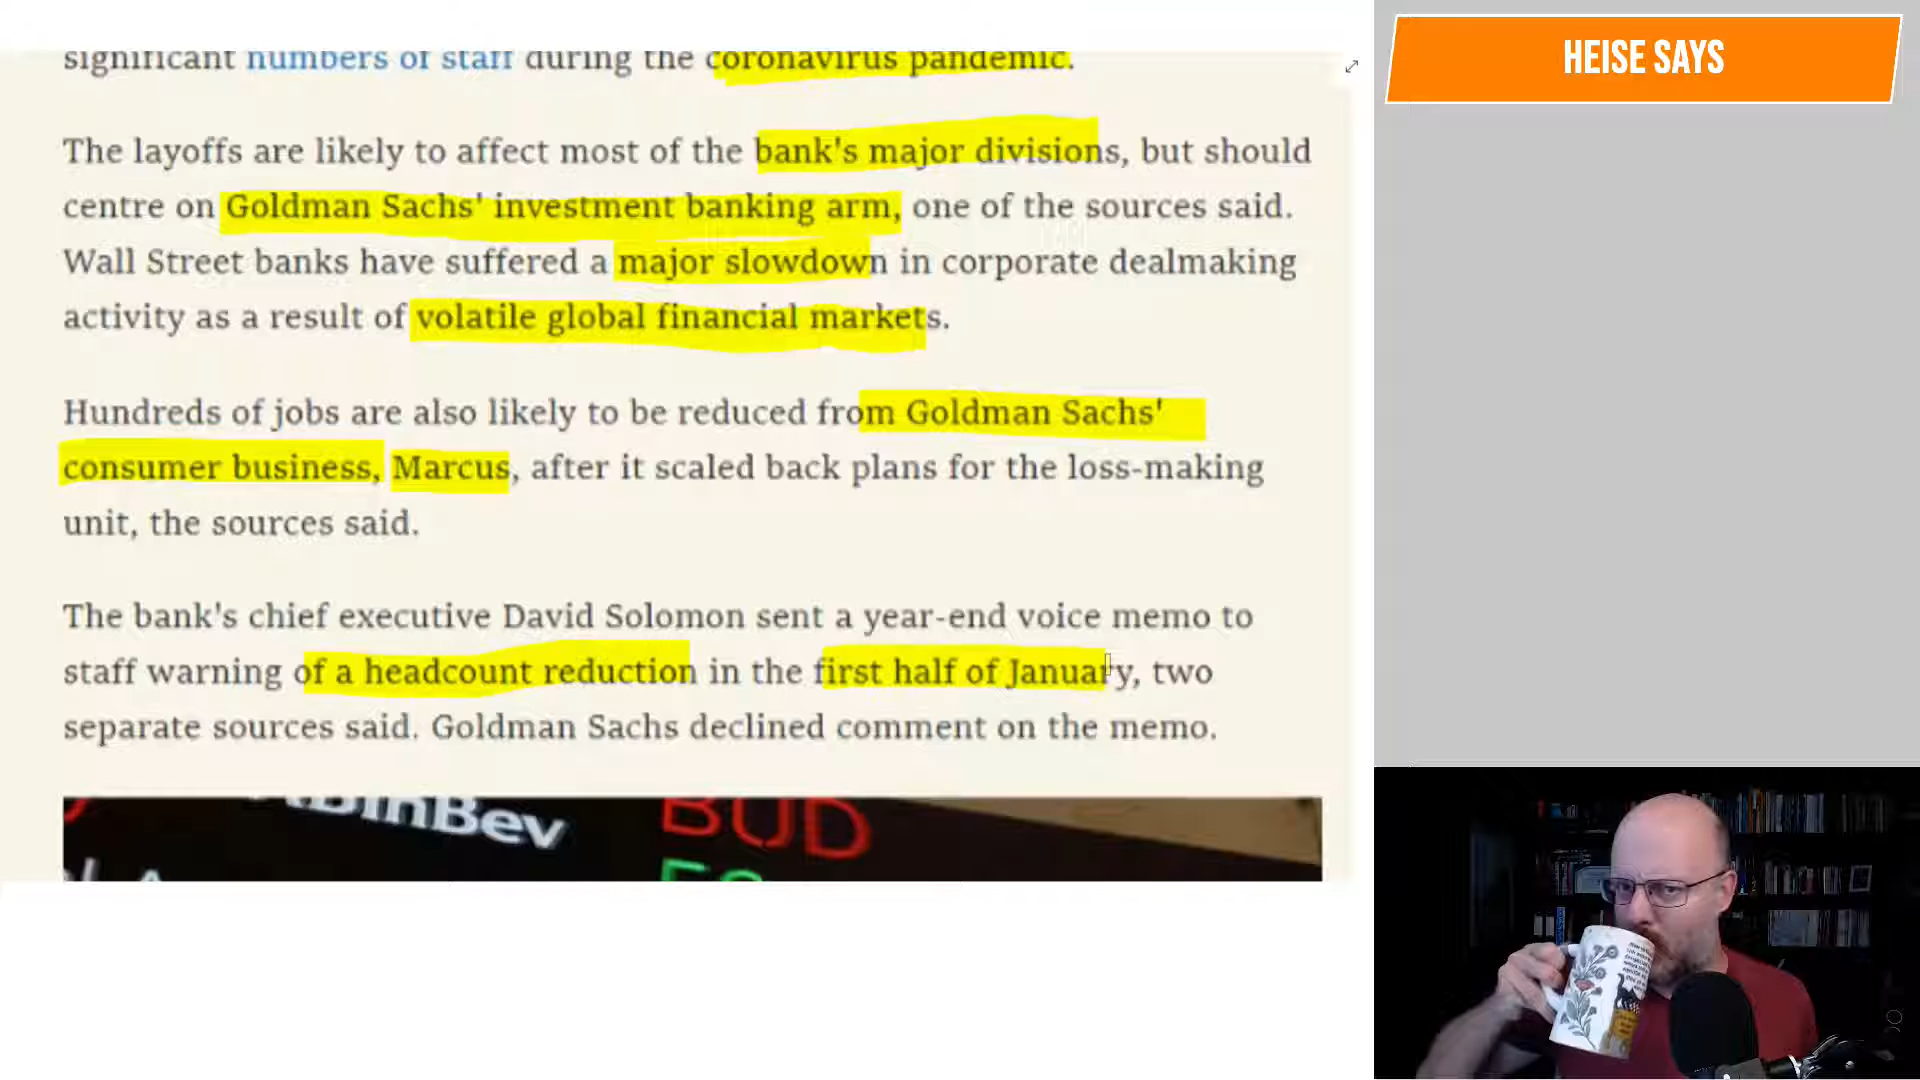 significant numbers of staff during the coronavirus pandemic.
The layoffs are likely to affect most of the bank's major divisions, but should
centre on Goldman Sachs' investment banking arm, one of the sources said.
Wall Street banks have suffered a major slowdown in corporate dealmaking
activity as a result of volatile global financial markets.
Hundreds of jobs are also likely to be reduced from Goldman Sachs'
consumer business, Marcus, after it scaled back plans for the loss-making
unit, the sources said.
The bank's chief executive David Solomon sent a year-end voice memo to
staff warning of a headcount reduction in the first half of January, two
separate sources said. Goldman Sachs declined comment on the memo.
ABInBev BUD
HEISE SAYS